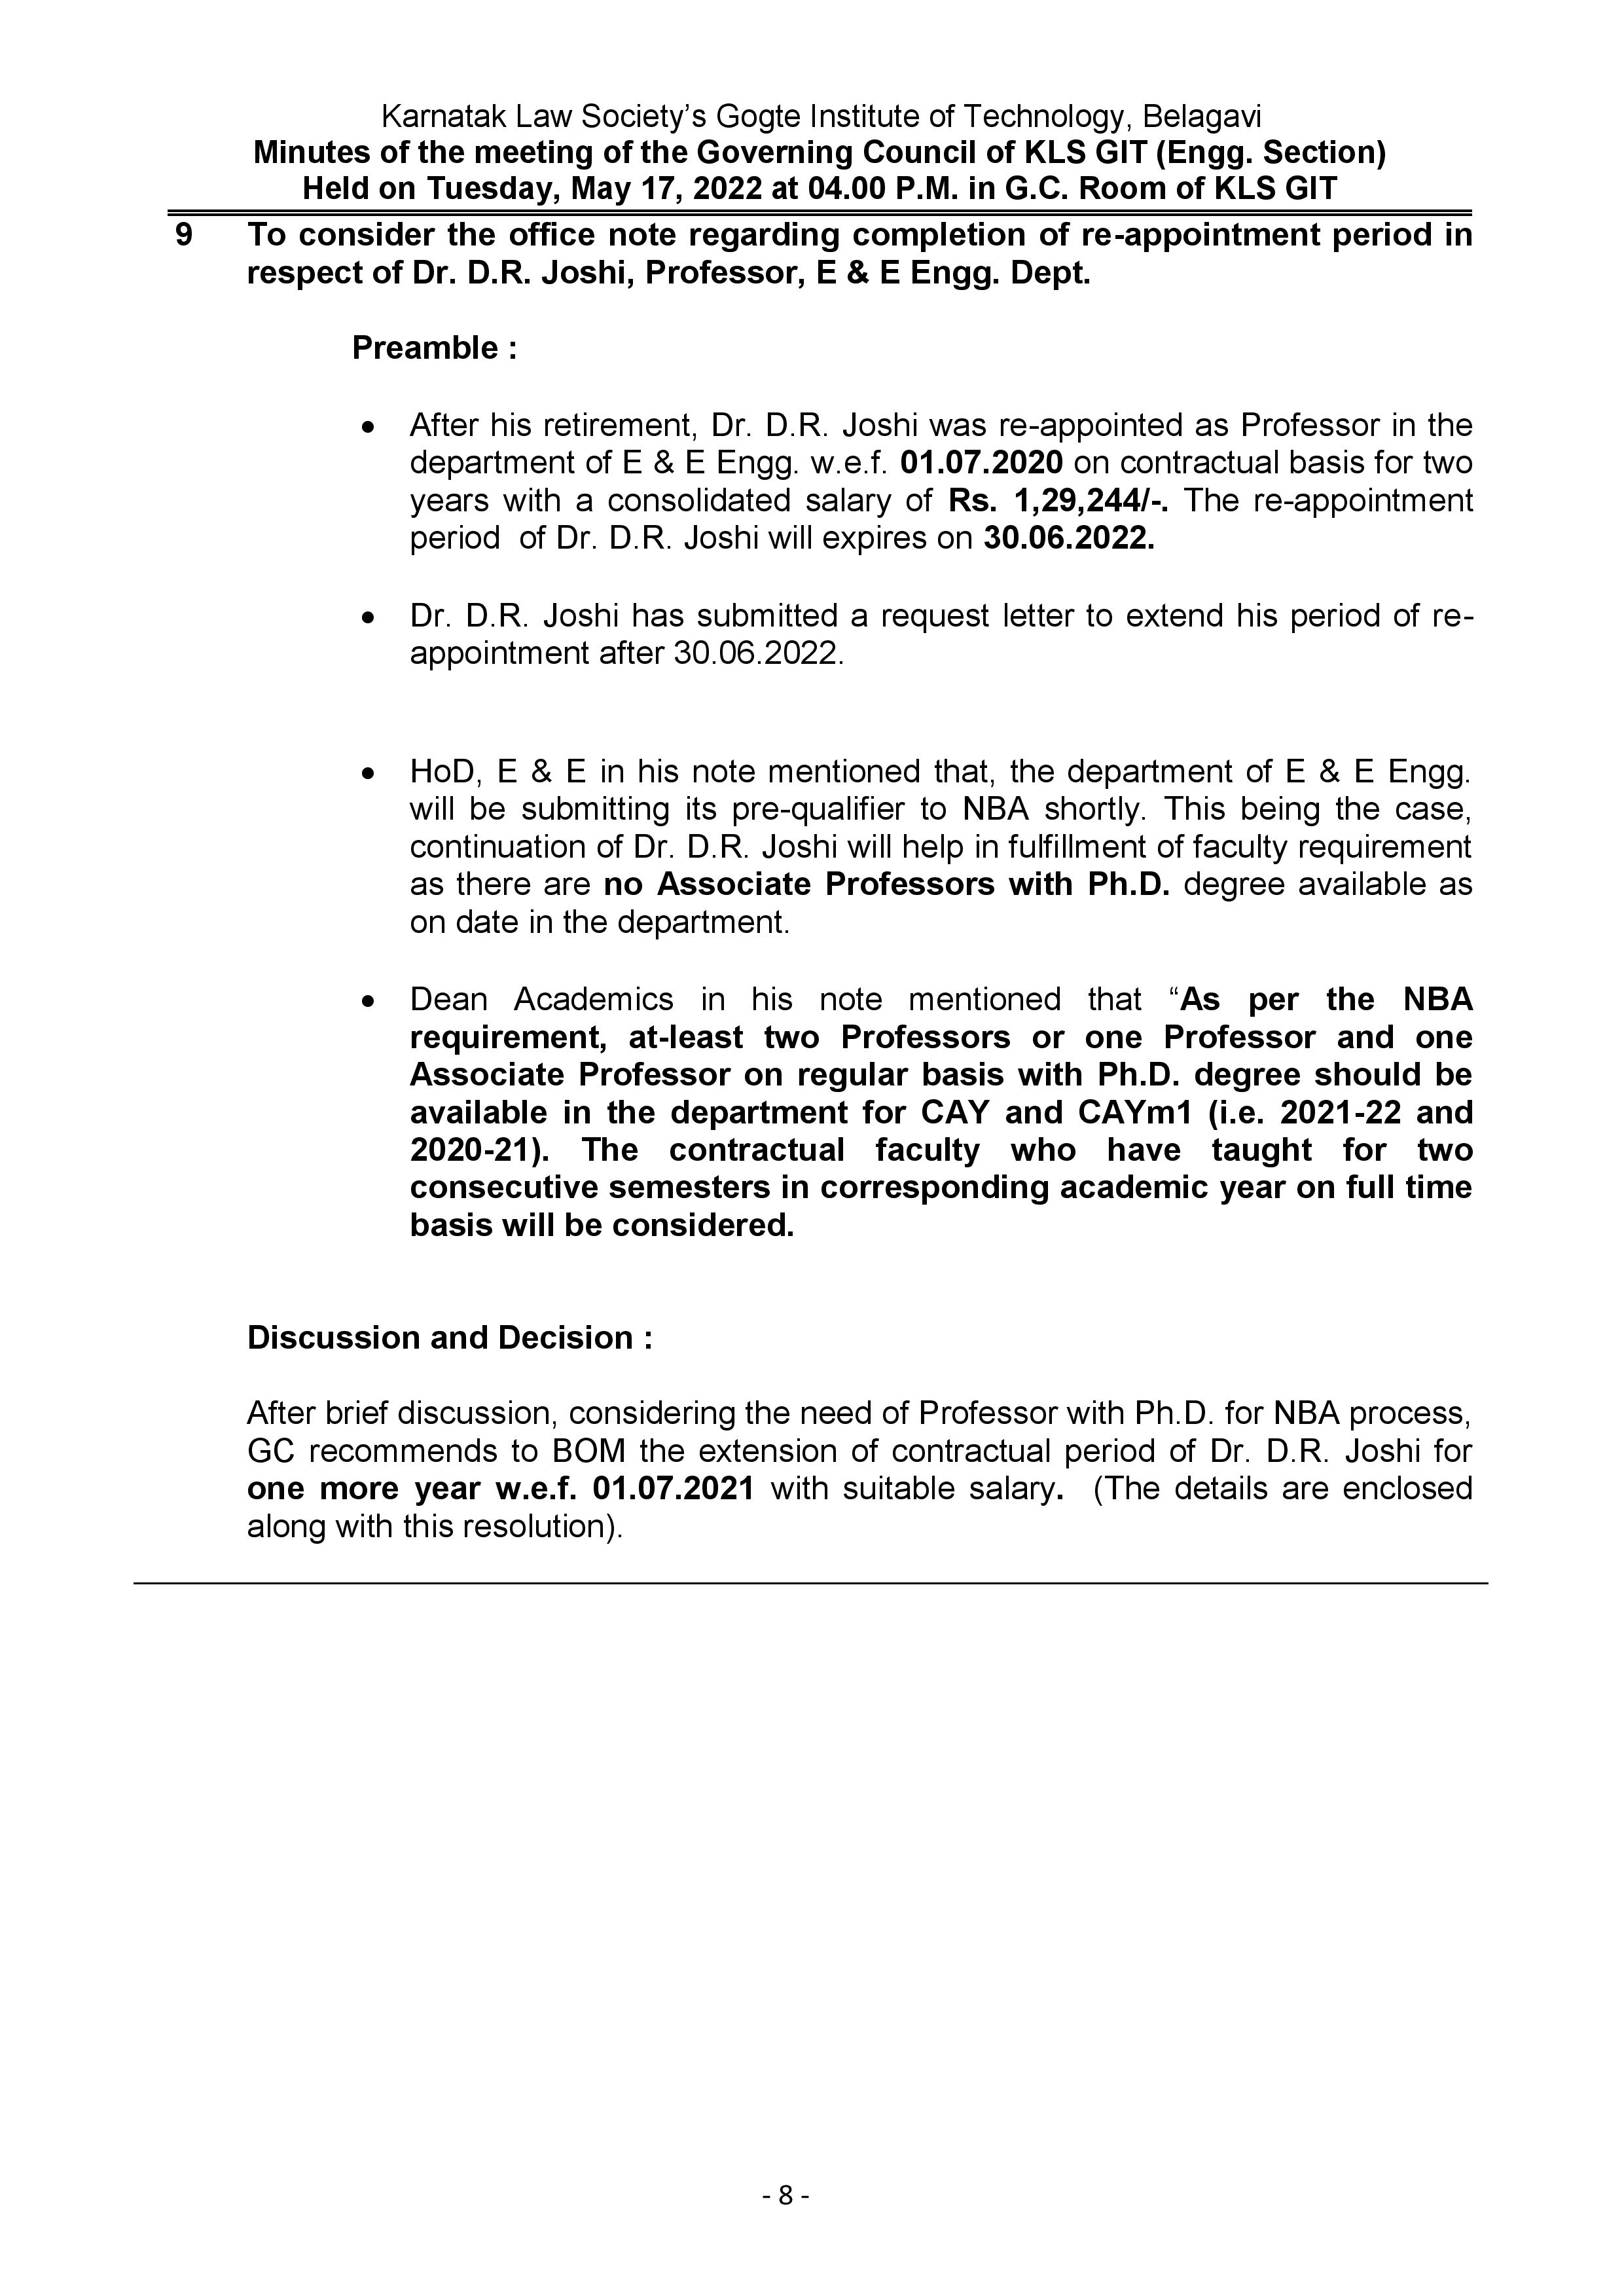 Karnatak Law Society’s Gogte Institute of Technology, Belagavi
Minutes of the meeting of the Governing Council of KLS GIT (Engg. Section)
Held on Tuesday, May 17, 2022 at 04.00 P.M. in G.C. Room of KLS GIT
9 To consider the office note regarding completion of re-appointment period in
respect of Dr. D.R. Joshi, Professor, E & E Engg. Dept.
Preamble :
• After his retirement, Dr. D.R. Joshi was re-appointed as Professor in the
department of E & E Engg. w.e.f. 01.07.2020 on contractual basis for two
years with a consolidated salary of Rs. 1,29,244/-. The re-appointment
period of Dr. D.R. Joshi will expires on 30.06.2022.
• Dr. D.R. Joshi has submitted a request letter to extend his period of re-
appointment after 30.06.2022.
• HoD, E & E in his note mentioned that, the department of E & E Engg.
will be submitting its pre-qualifier to NBA shortly. This being the case,
continuation of Dr. D.R. Joshi will help in fulfillment of faculty requirement
as there are no Associate Professors with Ph.D. degree available as
on date in the department.
• Dean Academics in his note mentioned that “As per the NBA
requirement, at-least two Professors or one Professor and one
Associate Professor on regular basis with Ph.D. degree should be
available in the department for CAY and CAYm1 (i.e. 2021-22 and
2020-21). The contractual faculty who have taught for two
consecutive semesters in corresponding academic year on full time
basis will be considered.
Discussion and Decision :
After brief discussion, considering the need of Professor with Ph.D. for NBA process,
GC recommends to BOM the extension of contractual period of Dr. D.R. Joshi for
one more year w.e.f. 01.07.2021 with suitable salary. (The details are enclosed
along with this resolution).
- 8 -